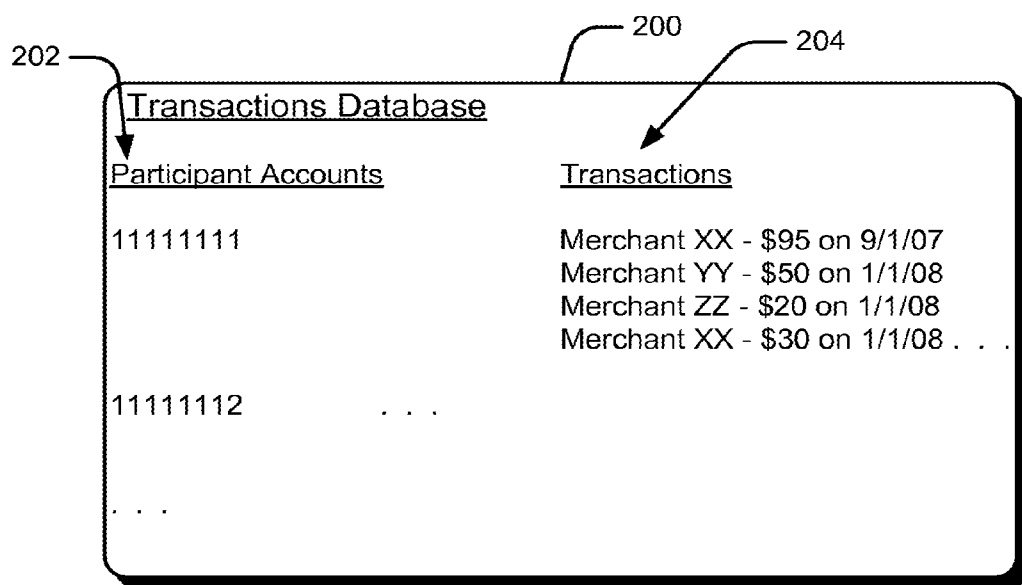 200
202
204
Transactions Database
Participant Accounts Transactions
11111111 Merchant XX - $95 on 9/1/07
Merchant YY - $50 on 1/1/08
Merchant ZZ - $20 on 1/1/08
Merchant XX - $30 on 1/1/08 . . .
11111112 . . .
. . .